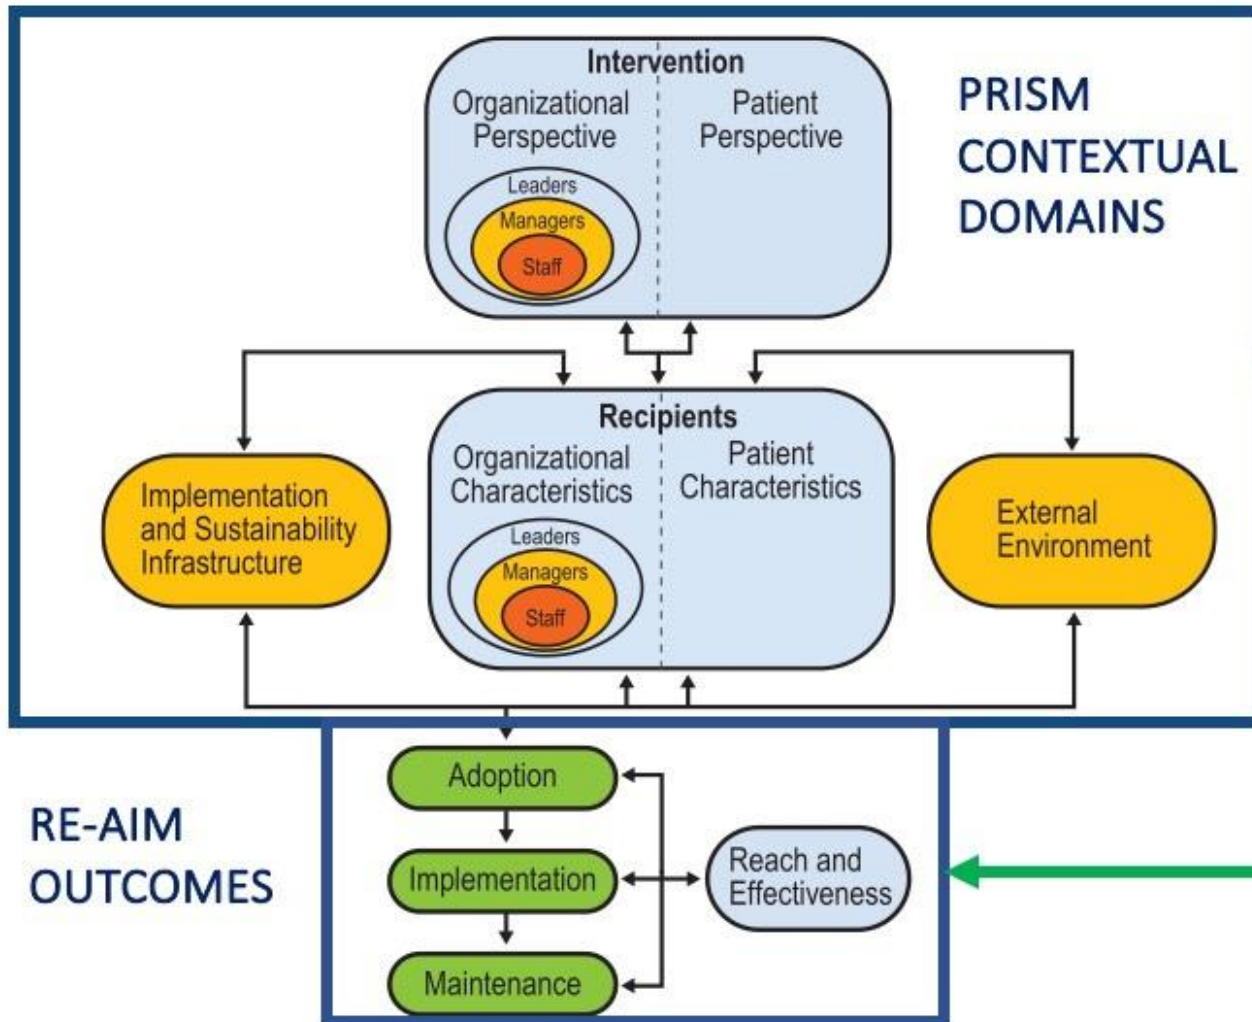 Intervention
Organizational
Perspective
Patient
Perspective
Leaders
Managers
Staff
PRISM
CONTEXTUAL
DOMAINS
Recipients
Organizational
Characteristics
Patient
Characteristics
Leaders
Managers
Staff
Implementation
and Sustainability
Infrastructure
External
Environment
RE-AIM
OUTCOMES
Adoption
Implementation
Maintenance
Reach and
Effectiveness